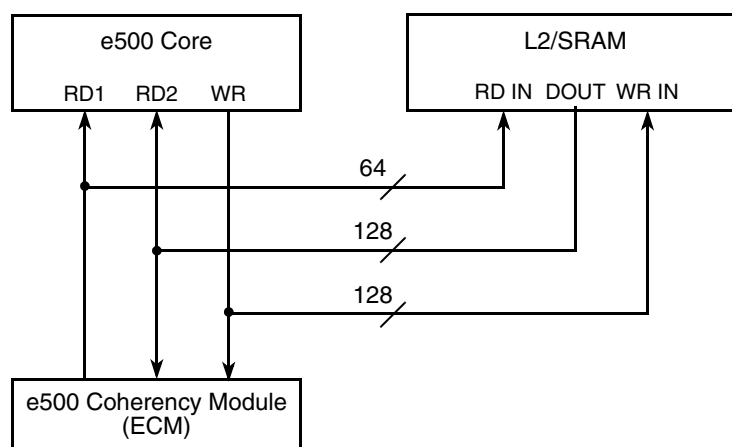 e500 Core
L2/SRAM
RD1 RD2 WR
RD IN DOUT WR IN
64
128
128
e500 Coherency Module
(ECM)